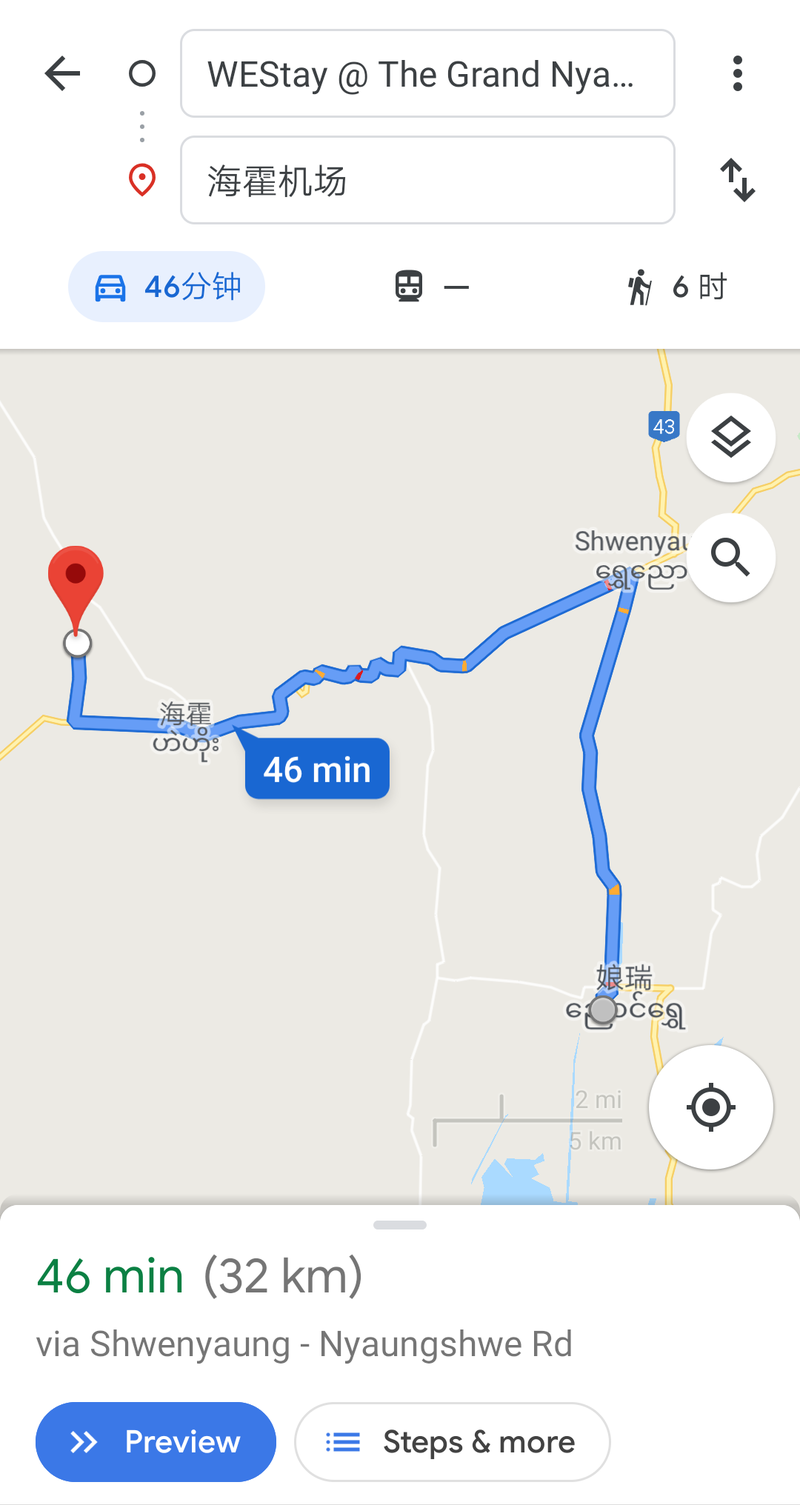 WEStay @ The Grand Nya...
海霍机场
46分钟
—
6 时
43
Shwenyau
ရွှေညော
海霍
ဟဲဟိုး
46 min
娘瑞
ညောင်ရွှေ
2 mi
5 km
46 min (32 km)
via Shwenyaung - Nyaungshwe Rd
Preview
Steps & more